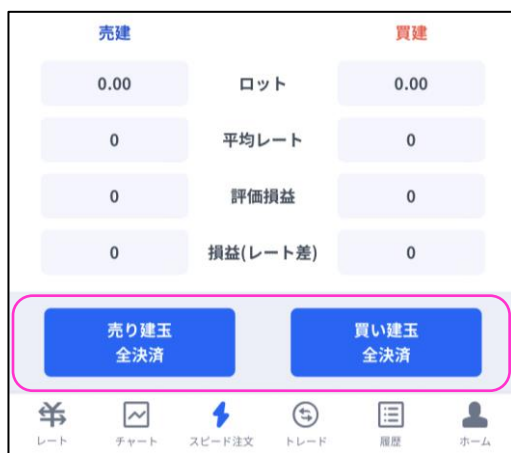 売建 買建
0.00 ロット 0.00
0 平均レート 0
0 評価損益 0
0 損益(レート差) 0
売り建玉 買い建玉
全決済 全決済
レート チャート スピード注文 トレード 履歴 ホーム